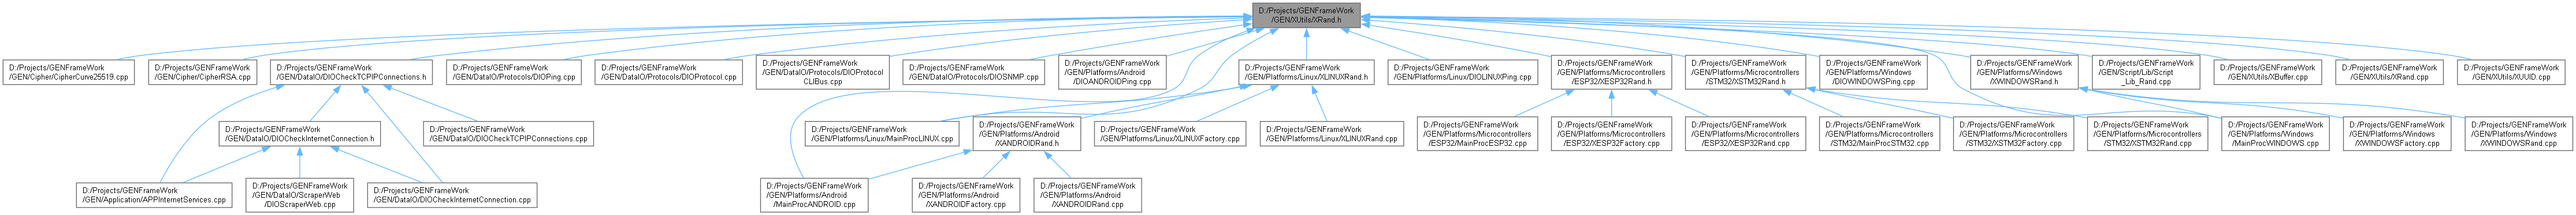 D:/Projects/GENFrameWork
/GEN/XUtils/XRand.h
D:/Projects/GENFrameWork
/GEN/Cipher/CipherCurve25519.cpp
D:/Projects/GENFrameWork
/GEN/Cipher/CipherRSA.cpp
D:/Projects/GENFrameWork
/GEN/DataIO/DIOCheckTCPIPConnections.h
D:/Projects/GENFrameWork
/GEN/DataIO/Protocols/DIOPing.cpp
D:/Projects/GENFrameWork
/GEN/DataIO/Protocols/DIOProtocol.cpp
D:/Projects/GENFrameWork
/GEN/DataIO/Protocols/DIOProtocol
CLIBus.cpp
D:/Projects/GENFrameWork
/GEN/DataIO/Protocols/DIOSNMP.cpp
D:/Projects/GENFrameWork
/GEN/Platforms/Android
/DIOANDROIDPing.cpp
D:/Projects/GENFrameWork
/GEN/Platforms/Linux/XLINUXRand.h
D:/Projects/GENFrameWork
/GEN/Platforms/Linux/DIOLINUXPing.cpp
D:/Projects/GENFrameWork
/GEN/Platforms/Microcontrollers
/ESP32/XESP32Rand.h
D:/Projects/GENFrameWork
/GEN/Platforms/Microcontrollers
/STM32/XSTM32Rand.h
D:/Projects/GENFrameWork
/GEN/Platforms/Windows
/DIOWINDOWSPing.cpp
D:/Projects/GENFrameWork
/GEN/Platforms/Windows
/XWINDOWSRand.h
D:/Projects/GENFrameWork
/GEN/Script/Lib/Script
_Lib_Rand.cpp
D:/Projects/GENFrameWork
/GEN/XUtils/XBuffer.cpp
D:/Projects/GENFrameWork
/GEN/XUtils/XRand.cpp
D:/Projects/GENFrameWork
/GEN/XUtils/XUUID.cpp
D:/Projects/GENFrameWork
/GEN/DataIO/DIOCheckInternetConnection.h
D:/Projects/GENFrameWork
/GEN/DataIO/DIOCheckTCPIPConnections.cpp
D:/Projects/GENFrameWork
/GEN/Platforms/Linux/MainProcLINUX.cpp
D:/Projects/GENFrameWork
/GEN/Platforms/Android
/XANDROIDRand.h
D:/Projects/GENFrameWork
/GEN/Platforms/Linux/XLINUXFactory.cpp
D:/Projects/GENFrameWork
/GEN/Platforms/Linux/XLINUXRand.cpp
D:/Projects/GENFrameWork
/GEN/Platforms/Microcontrollers
/ESP32/MainProcESP32.cpp
D:/Projects/GENFrameWork
/GEN/Platforms/Microcontrollers
/ESP32/XESP32Factory.cpp
D:/Projects/GENFrameWork
/GEN/Platforms/Microcontrollers
/ESP32/XESP32Rand.cpp
D:/Projects/GENFrameWork
/GEN/Platforms/Microcontrollers
/STM32/MainProcSTM32.cpp
D:/Projects/GENFrameWork
/GEN/Platforms/Microcontrollers
/STM32/XSTM32Factory.cpp
D:/Projects/GENFrameWork
/GEN/Platforms/Microcontrollers
/STM32/XSTM32Rand.cpp
D:/Projects/GENFrameWork
/GEN/Platforms/Windows
/MainProcWINDOWS.cpp
D:/Projects/GENFrameWork
/GEN/Platforms/Windows
/XWINDOWSFactory.cpp
D:/Projects/GENFrameWork
/GEN/Platforms/Windows
/XWINDOWSRand.cpp
D:/Projects/GENFrameWork
/GEN/Application/APPInternetServices.cpp
D:/Projects/GENFrameWork
/GEN/DataIO/ScraperWeb
/DIOScraperWeb.cpp
D:/Projects/GENFrameWork
/GEN/DataIO/DIOCheckInternetConnection.cpp
D:/Projects/GENFrameWork
/GEN/Platforms/Android
/MainProcANDROID.cpp
D:/Projects/GENFrameWork
/GEN/Platforms/Android
/XANDROIDFactory.cpp
D:/Projects/GENFrameWork
/GEN/Platforms/Android
/XANDROIDRand.cpp